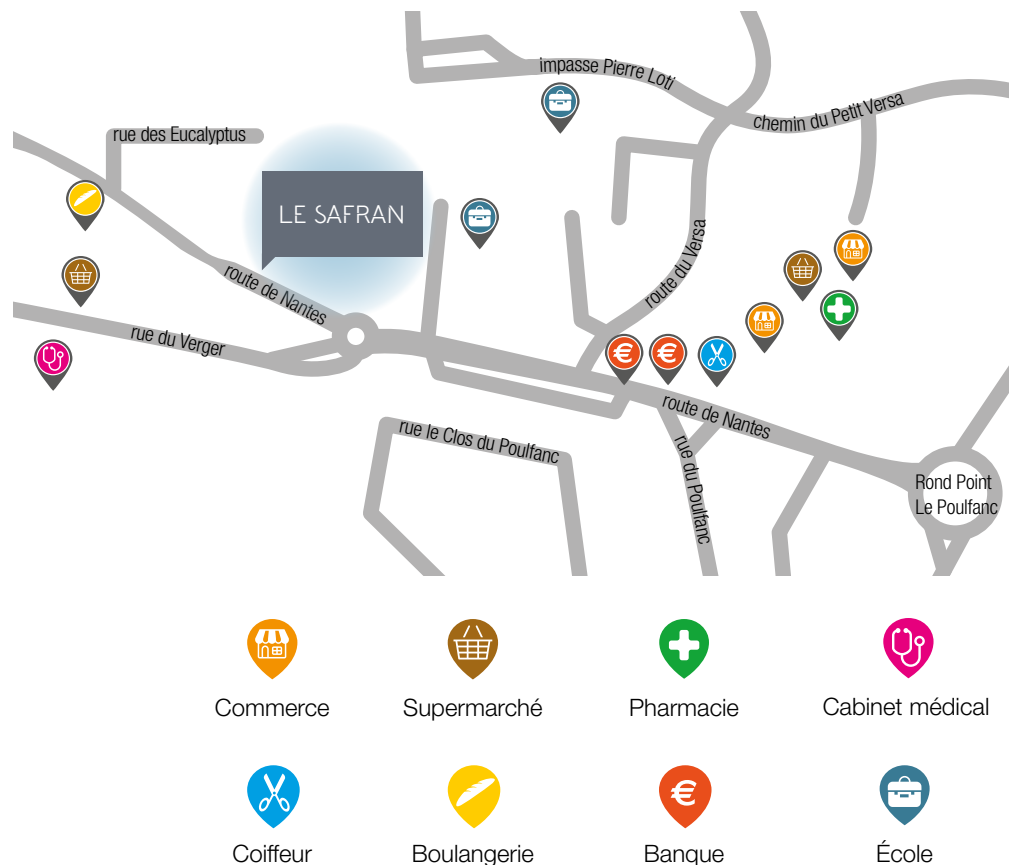 impasse Pierre Loti
chemin du Petit Versa
rue des Eucalyptus
LE SAFRAN
route du Versa
route de Nantes
rue du Verger
route de Nantes
rue le Clos du Poulfanc
rue du Poulfanc
Rond Point
Le Poulfanc
Commerce
Supermarché
Pharmacie
Cabinet médical
Coiffeur
Boulangerie
Banque
École